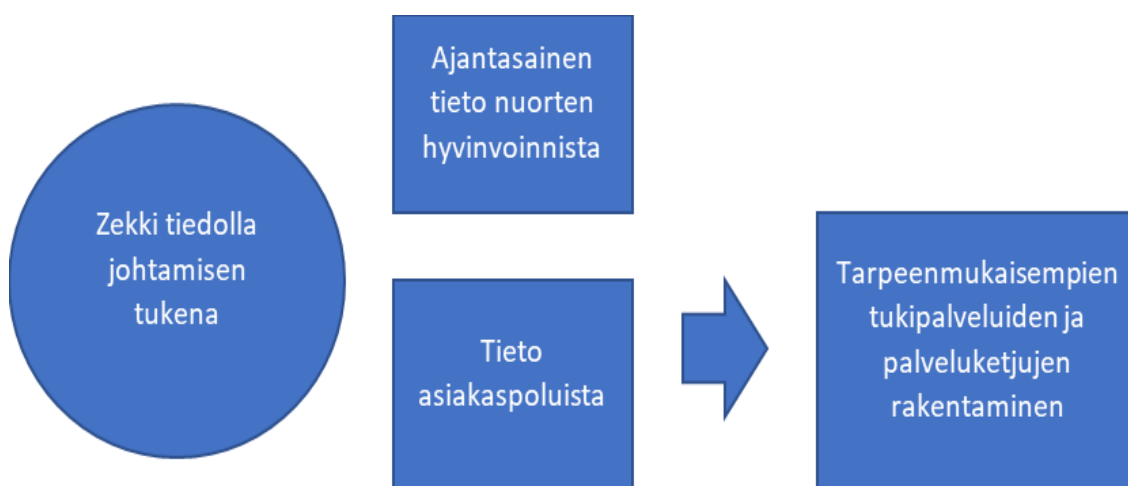 Zekki tiedolla
johtamisen
tukena
Ajantasainen
tieto nuorten
hyvinvoinnista
Tieto
asiakaspoluista
Tarpeenmukaisempien
tukipalveluiden ja
palveluketjujen
rakentaminen